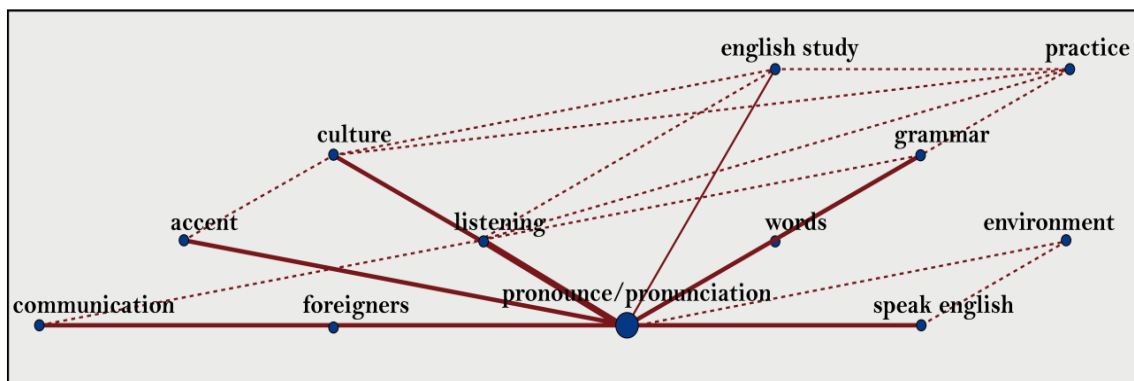 english study practice
culture grammar
accent listening words environment
pronounce/pronunciation
communication foreigners speak english